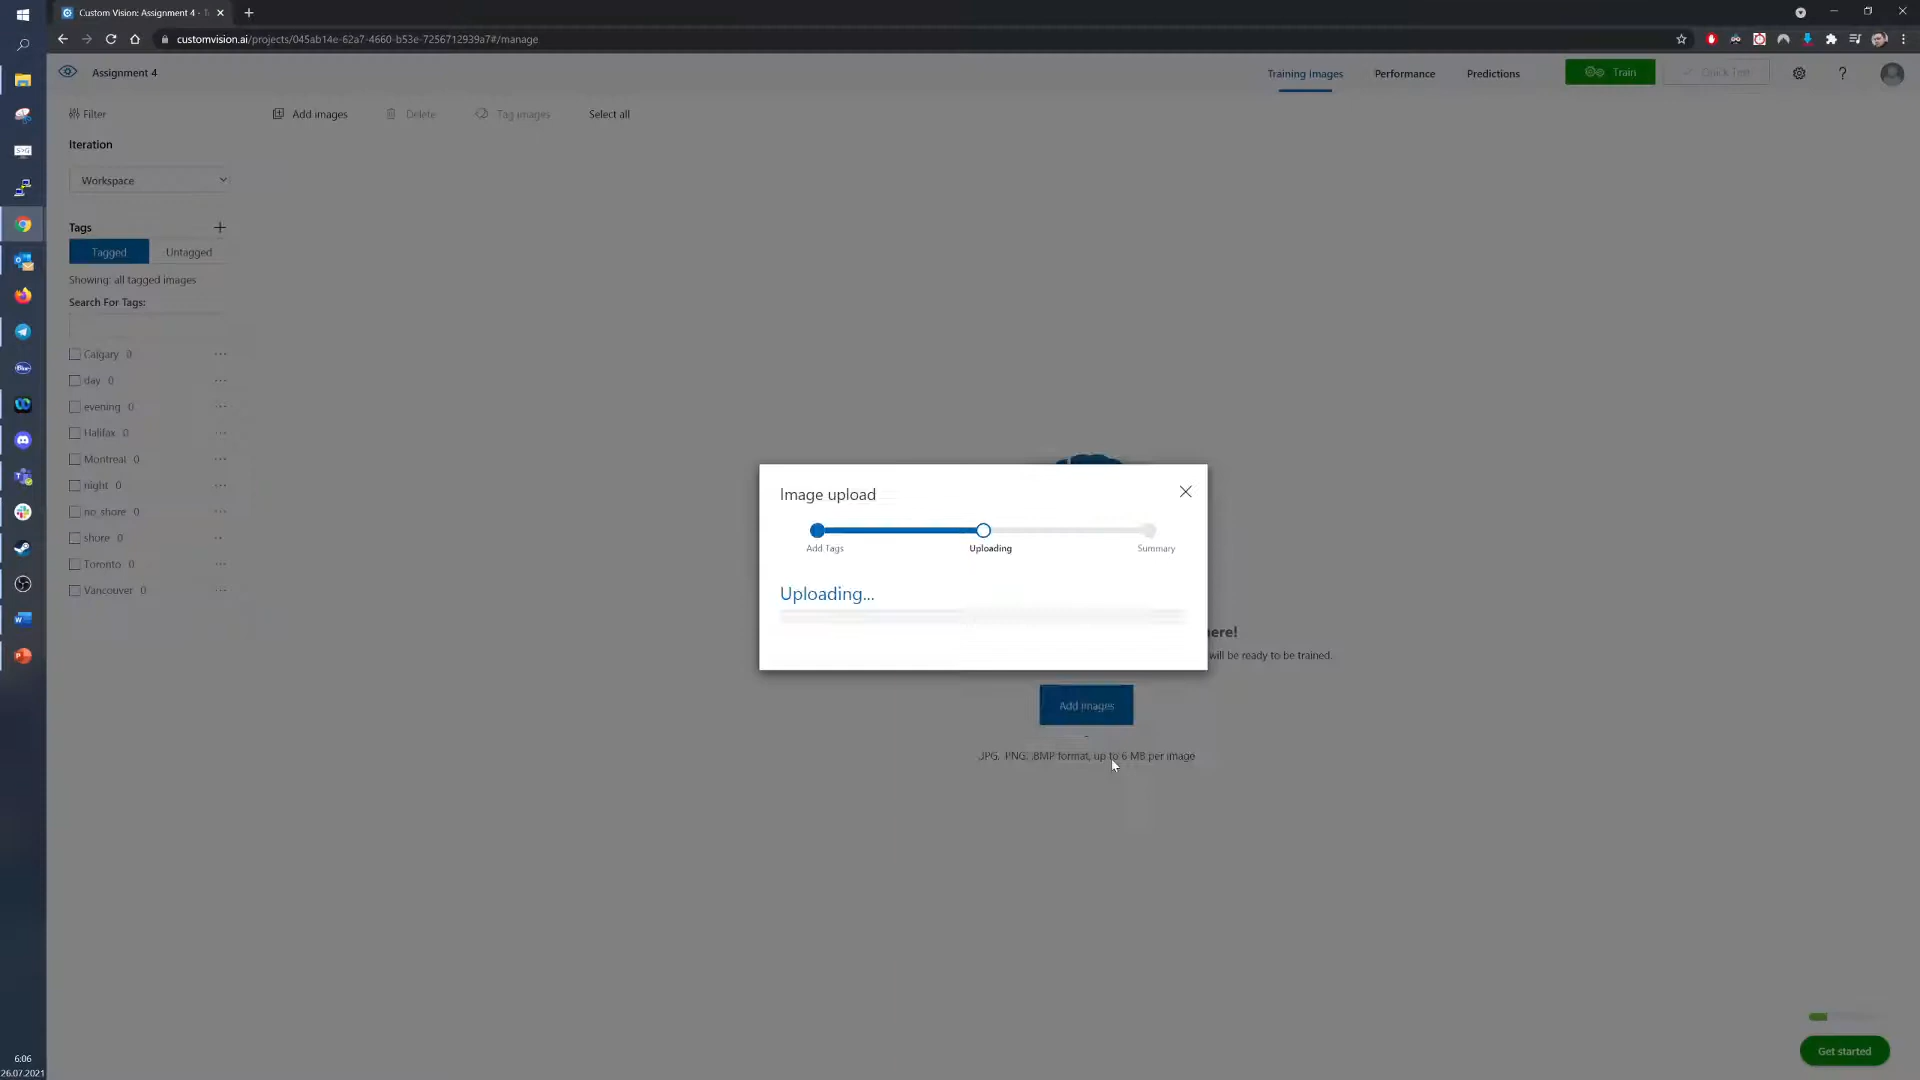 Custom Vision: Assignment 4 - T
customvision.ai/projects/045ab14e-62a7-4660-b53e-7256712939a7#/manage
Assignment 4
Training Images
Performance
Predictions
Train
Quick Test
?
Filter
Add images
Delete
Tag images
Select all
Iteration
Workspace
Tags
Tagged
Untagged
Showing: all tagged images
Search For Tags:
Calgary 0
day 0
evening 0
Halifax 0
Montreal 0
night 0
no_shore 0
shore 0
Toronto 0
Vancouver 0
Image upload
Add Tags
Uploading
Summary
Uploading...
here!
will be ready to be trained.
Add images
JPG, PNG, .BMP format, up to 6 MB per image
Get started
6:06
26.07.2021